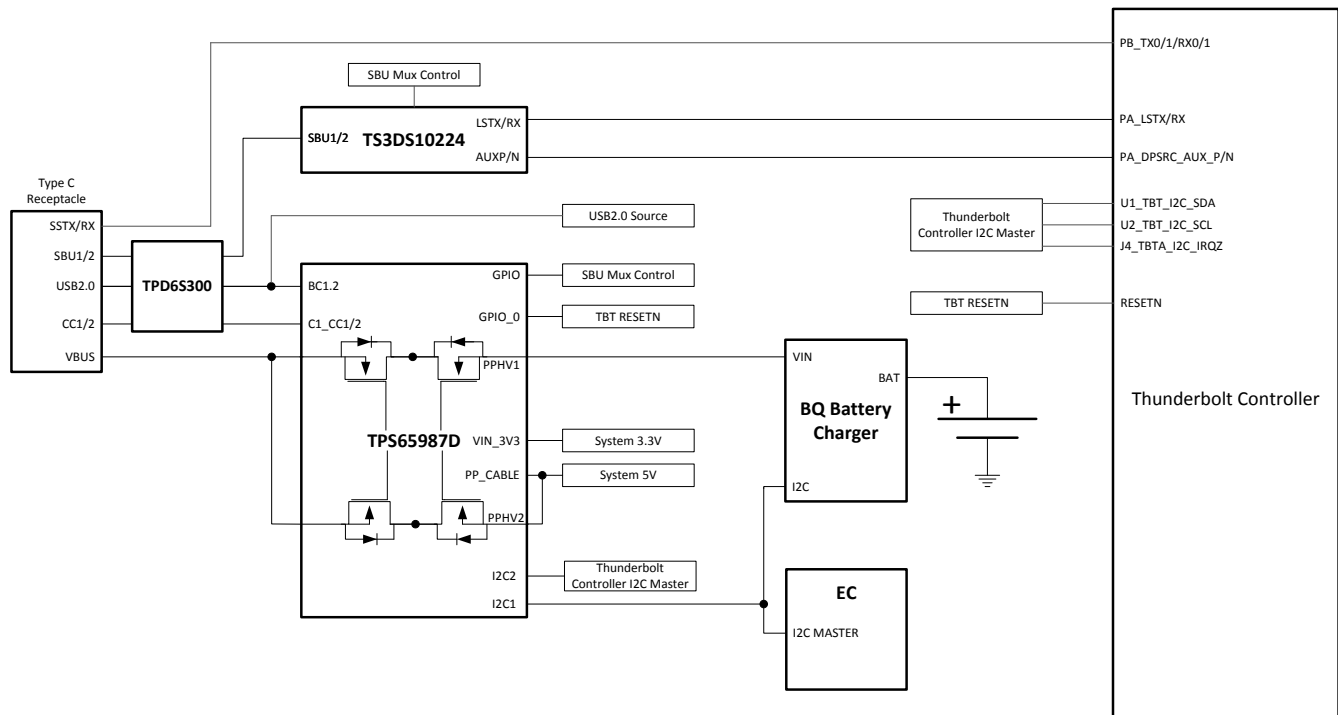 PB_TX0/1/RX0/1
SBU Mux Control
SBU1/2
TS3DS10224
LSTX/RX
AUXP/N
PA_LSTX/RX
PA_DPSRC_AUX_P/N
Type C
Receptacle
SSTX/RX
SBU1/2
USB2.0
CC1/2
VBUS
TPD6S300
USB2.0 Source
Thunderbolt
Controller I2C Master
U1_TBT_I2C_SDA
U2_TBT_I2C_SCL
J4_TBTA_I2C_IRQZ
BC1.2
C1_CC1/2
GPIO
SBU Mux Control
GPIO_0
TBT RESETN
TBT RESETN
RESETN
PPHV1
TPS65987D
VIN_3V3
System 3.3V
PP_CABLE
System 5V
PPHV2
I2C2
Thunderbolt
Controller I2C Master
I2C1
VIN
BAT
BQ Battery
Charger
I2C
+
EC
I2C MASTER
Thunderbolt Controller